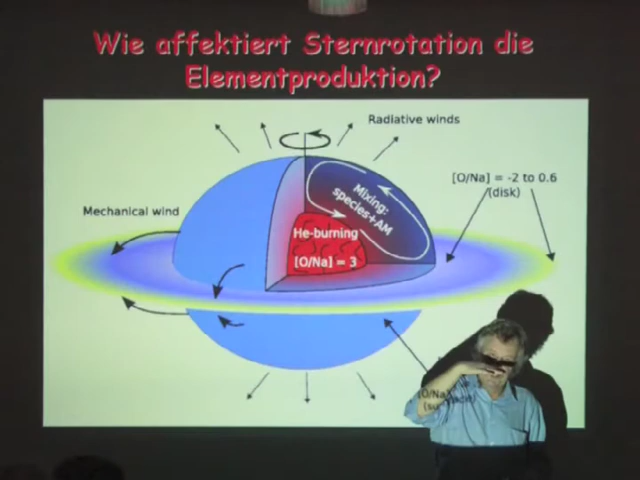 Wie affektiert Sternrotation die
Elementproduktion?
Radiative winds
[O/Na] = -2 to 0.6
(disk)
Mechanical wind
Mixing:
species+AM
He-burning
[O/Na] = 3
[O/Na]